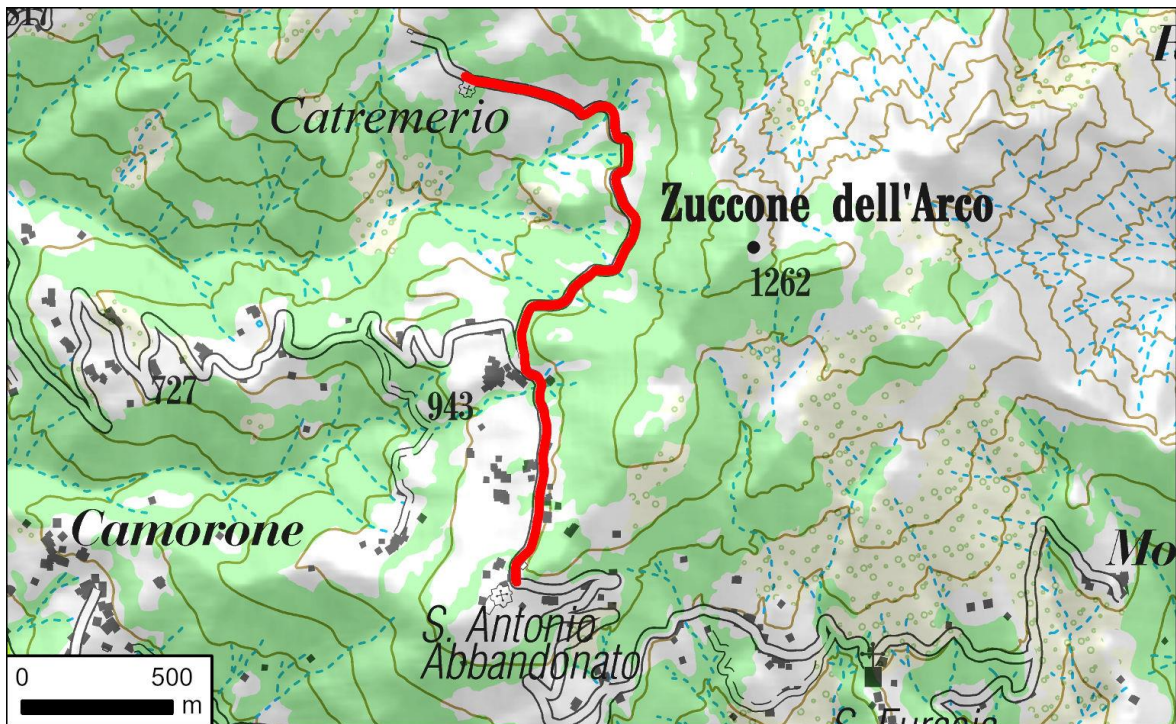 Catremerio
Zuccone dell'Arco
1262
727
943
Camorone
Mo
S. Antonio
Abbandonato
0 500
m